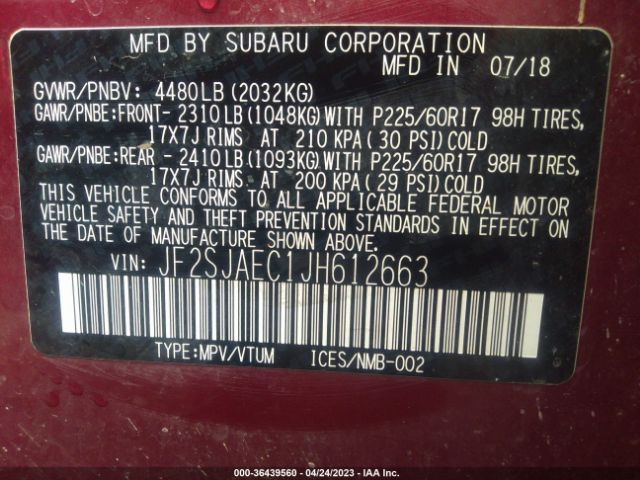 MFD BY SUBARU CORPORATION
MFD IN 07/18
GVWR/PNBV: 4480LB(2032KG)
GAWR/PNBE:FRONT- 2310LB(1048KG)WITH P225/60R17 98H TIRES,
17X7J RIMS AT 210 KPA(30 PSI)COLD
GAWR/PNBE:REAR - 2410LB(1093KG)WITH P225/60R17 98H TIRES,
17X7J RIMS AT 200 KPA(29 PSI)COLD
THIS VEHICLE CONFORMS TO ALL APPLICABLE FEDERAL MOTOR
VEHICLE SAFETY AND THEFT PREVENTION STANDARDS IN EFFECT ON
THE DATE OF MANUFACTURE SHOWN ABOVE.
VIN: JF2SJAEC1JH612663
TYPE:MPV/VTUM ICES/NMB-002
000-36439560 - 04/24/2023 - IAA Inc.